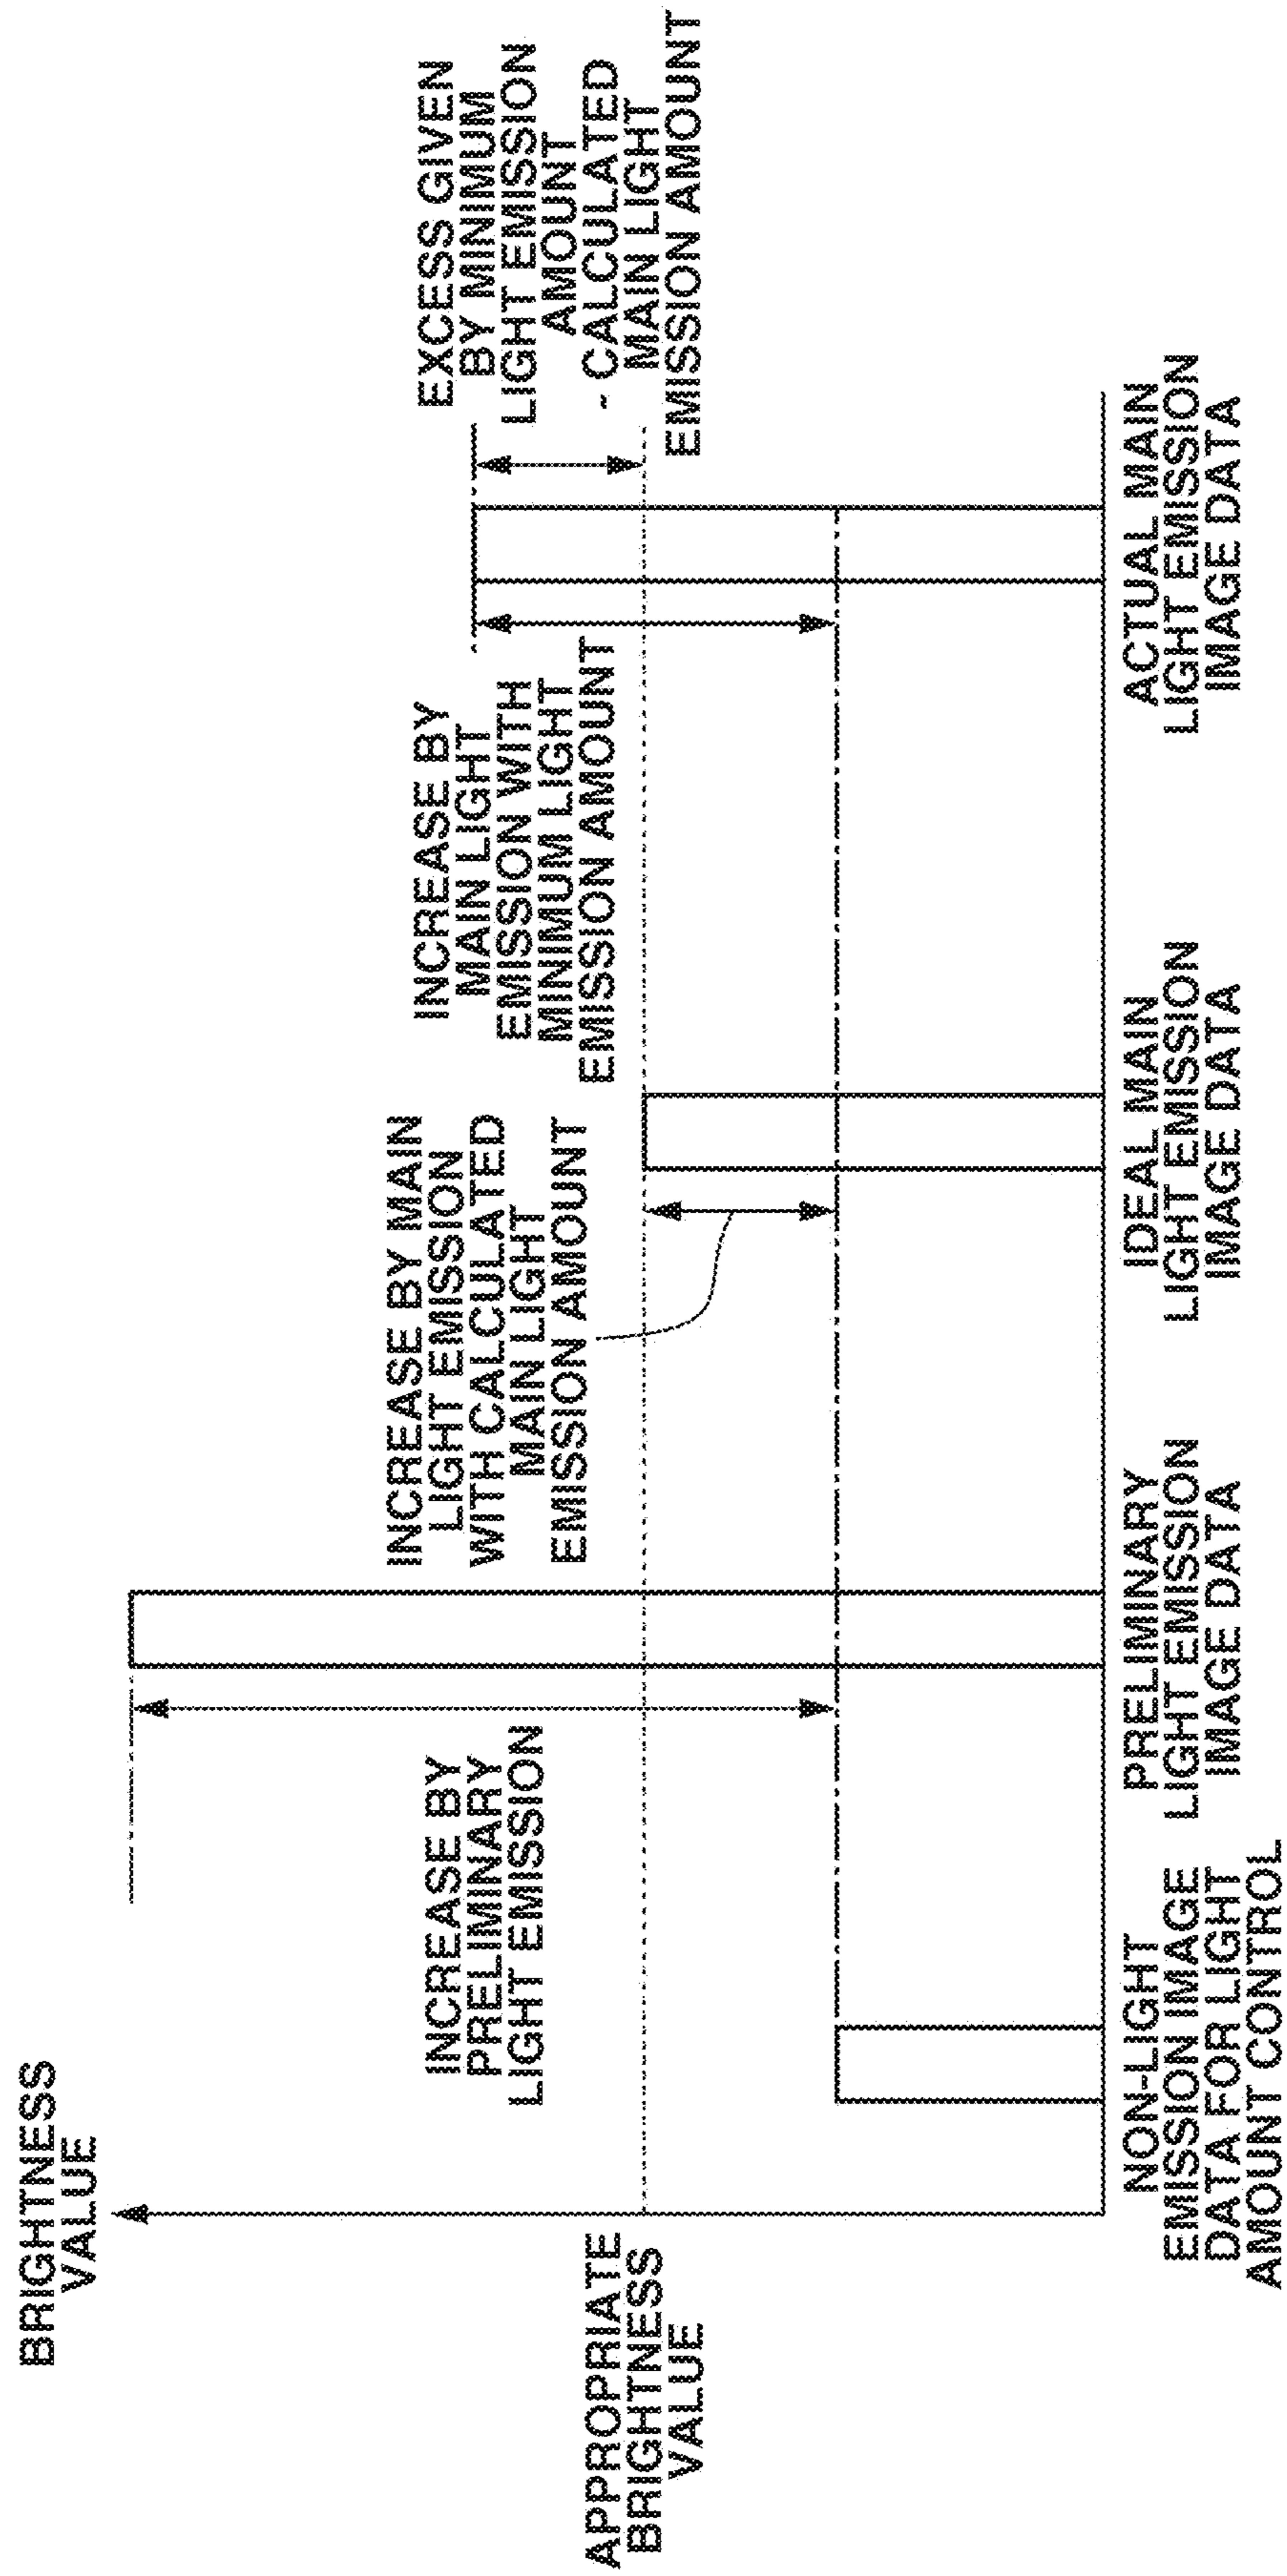 BRIGHTNESS
VALUE
APPROPRIATE
BRIGHTNESS
VALUE
INCREASE BY
PRELIMINARY
LIGHT EMISSION
INCREASE BY MAIN
LIGHT EMISSION
WITH CALCULATED
MAIN LIGHT
EMISSION AMOUNT
INCREASE BY
MAIN LIGHT
EMISSION WITH
MINIMUM LIGHT
EMISSION AMOUNT
EXCESS GIVEN
BY MINIMUM
LIGHT EMISSION
AMOUNT
~ CALCULATED
MAIN LIGHT
EMISSION AMOUNT
NON-LIGHT
EMISSION IMAGE
DATA FOR LIGHT
AMOUNT CONTROL
PRELIMINARY
LIGHT EMISSION
IMAGE DATA
IDEAL MAIN
LIGHT EMISSION
IMAGE DATA
ACTUAL MAIN
LIGHT EMISSION
IMAGE DATA